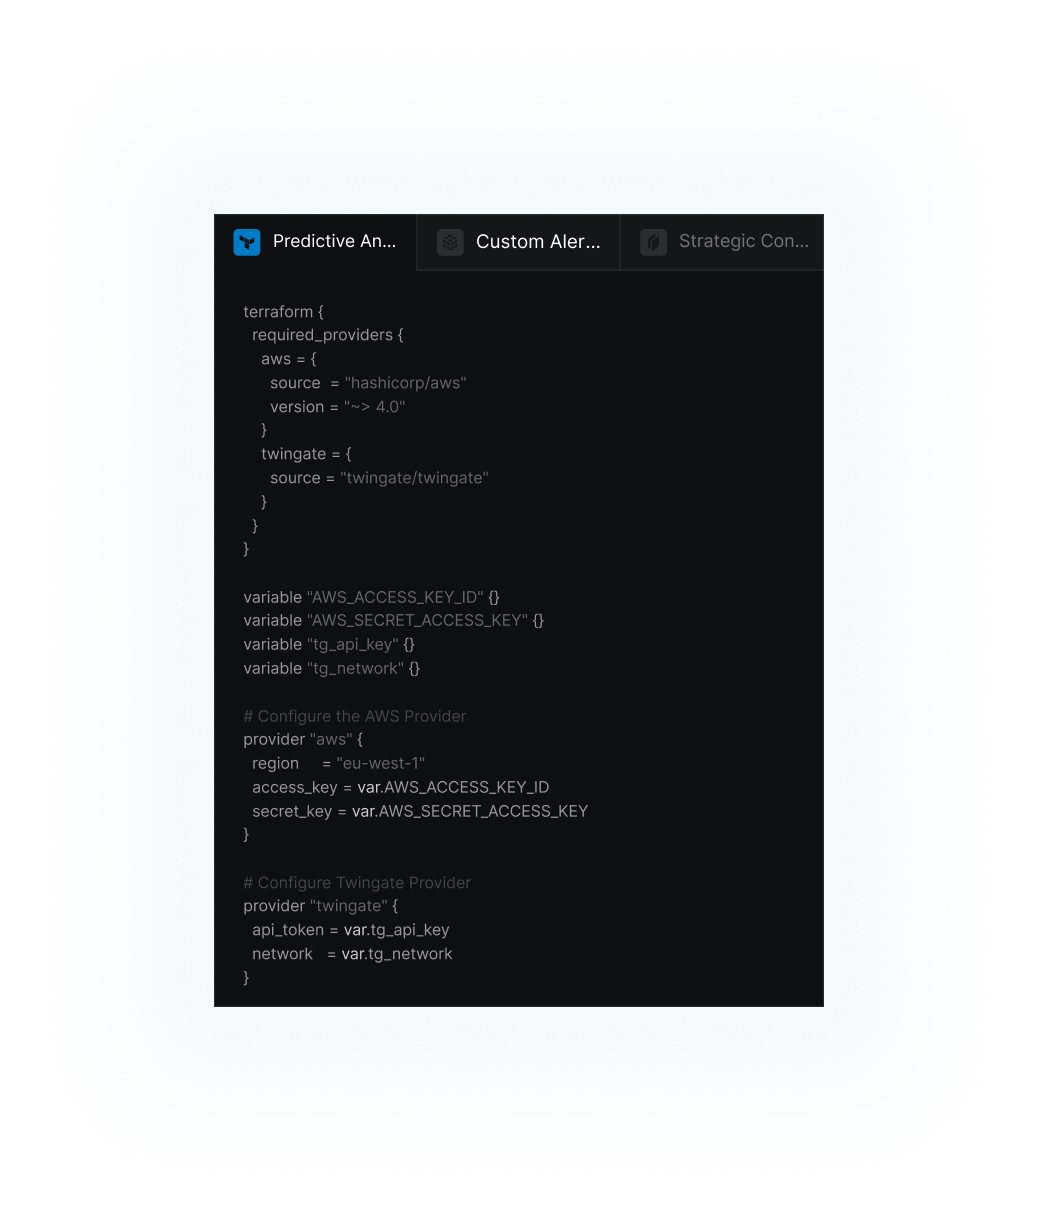 Predictive An...
Custom Aler...
Strategic Con...
terraform {
  required_providers {
    aws = {
      source  = "hashicorp/aws"
      version = "~> 4.0"
    }
    twingate = {
      source = "twingate/twingate"
    }
  }
}
variable "AWS_ACCESS_KEY_ID" {}
variable "AWS_SECRET_ACCESS_KEY" {}
variable "tg_api_key" {}
variable "tg_network" {}
# Configure the AWS Provider
provider "aws" {
  region     = "eu-west-1"
  access_key = var.AWS_ACCESS_KEY_ID
  secret_key = var.AWS_SECRET_ACCESS_KEY
}
# Configure Twingate Provider
provider "twingate" {
  api_token = var.tg_api_key
  network   = var.tg_network
}